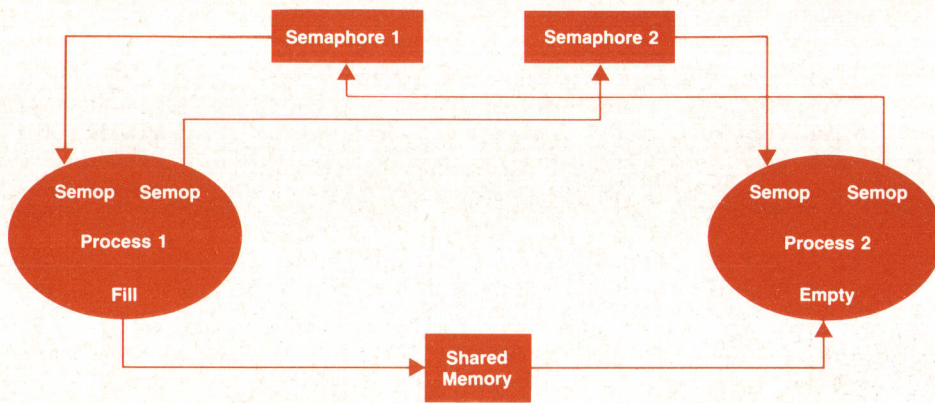 Semaphore 1
Semaphore 2
Semop Semop
Process 1
Fill
Semop Semop
Process 2
Empty
Shared
Memory